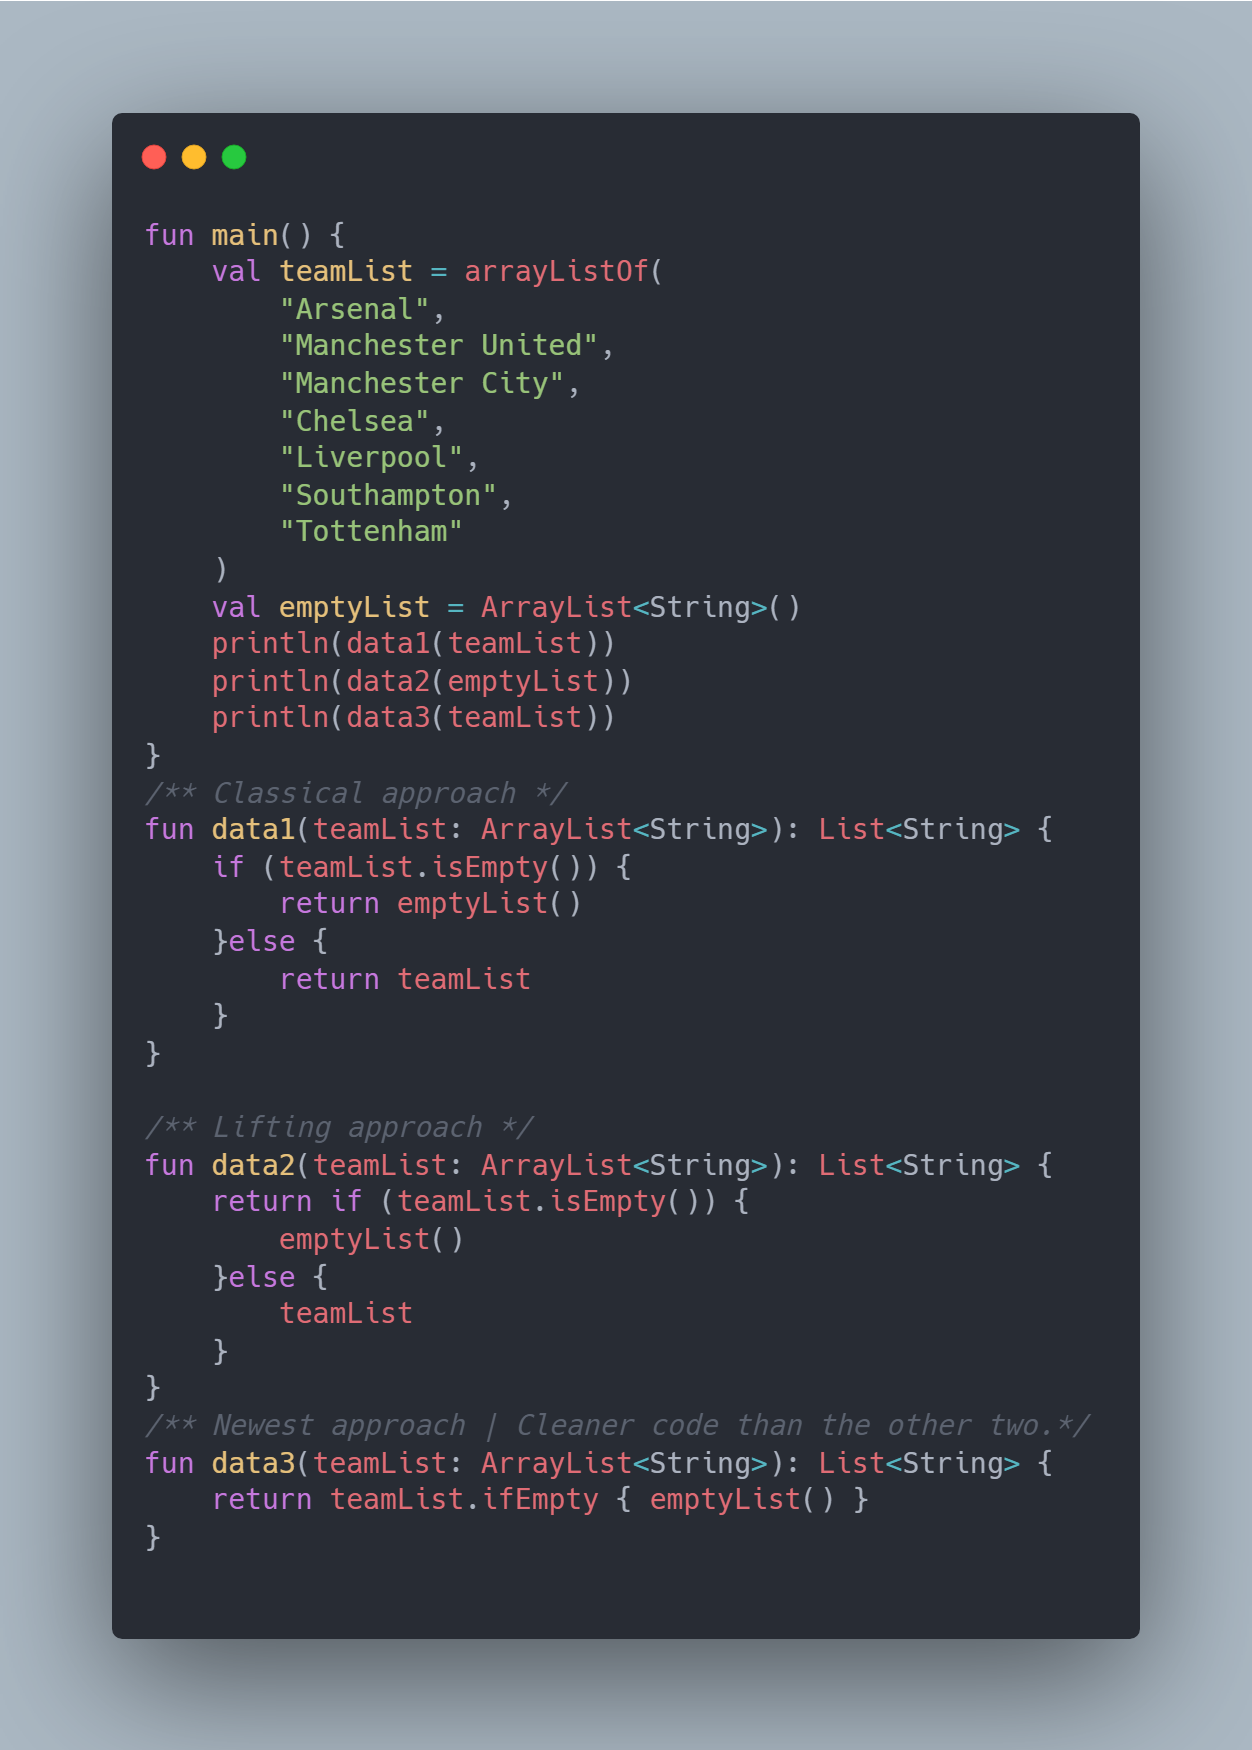 fun main() {
    val teamList = arrayListOf(
        "Arsenal",
        "Manchester United",
        "Manchester City",
        "Chelsea",
        "Liverpool",
        "Southampton",
        "Tottenham"
    )
    val emptyList = ArrayList<String>()
    println(data1(teamList))
    println(data2(emptyList))
    println(data3(teamList))
}
/** Classical approach */
fun data1(teamList: ArrayList<String>): List<String> {
    if (teamList.isEmpty()) {
        return emptyList()
    }else {
        return teamList
    }
}

/** Lifting approach */
fun data2(teamList: ArrayList<String>): List<String> {
    return if (teamList.isEmpty()) {
        emptyList()
    }else {
        teamList
    }
}
/** Newest approach | Cleaner code than the other two.*/
fun data3(teamList: ArrayList<String>): List<String> {
    return teamList.ifEmpty { emptyList() }
}